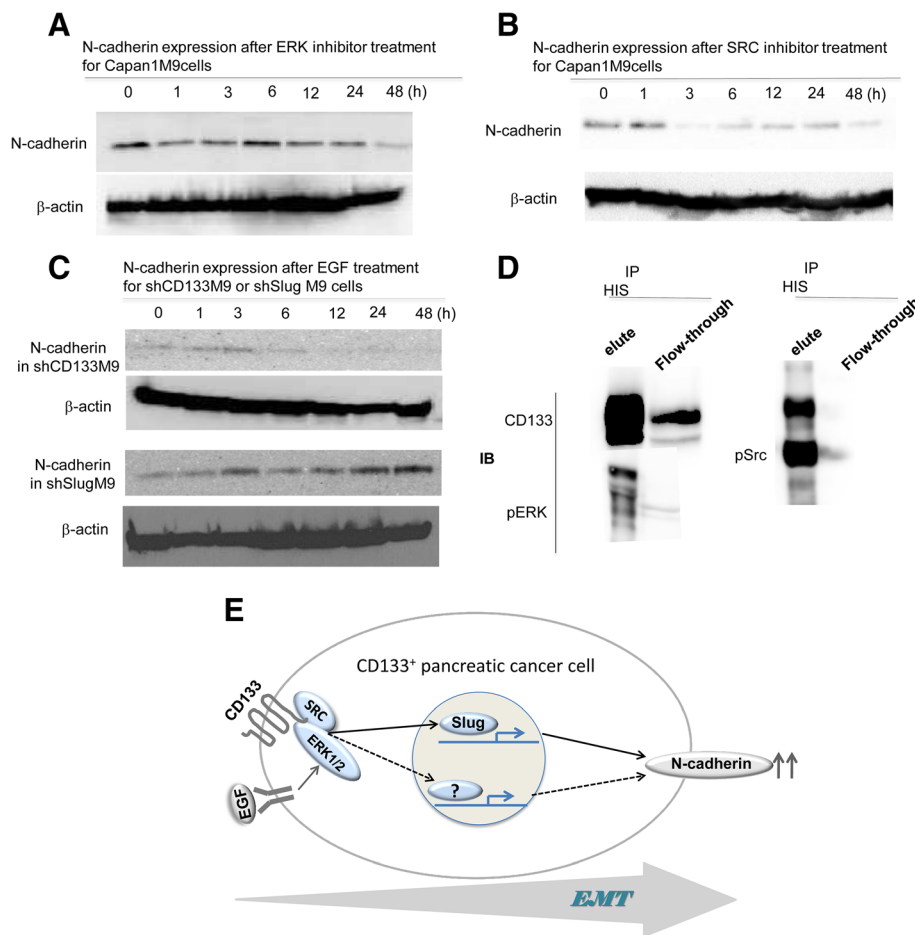 A
N-cadherin expression after ERK inhibitor treatment
for Capan1M9cells
0 1 3 6 12 24 48 (h)
N-cadherin
β-actin
B
N-cadherin expression after SRC inhibitor treatment
for Capan1M9cells
0 1 3 6 12 24 48 (h)
N-cadherin
β-actin
C
N-cadherin expression after EGF treatment
for shCD133M9 or shSlug M9 cells
0 1 3 6 12 24 48 (h)
N-cadherin
in shCD133M9
β-actin
N-cadherin
in shSlugM9
β-actin
D
IP
HIS
elute
Flow-through
CD133
IB
pERK
IP
HIS
elute
Flow-through
pSrc
E
CD133⁺ pancreatic cancer cell
CD133
SRC
ERK1/2
EGF
Slug
?
N-cadherin
EMT